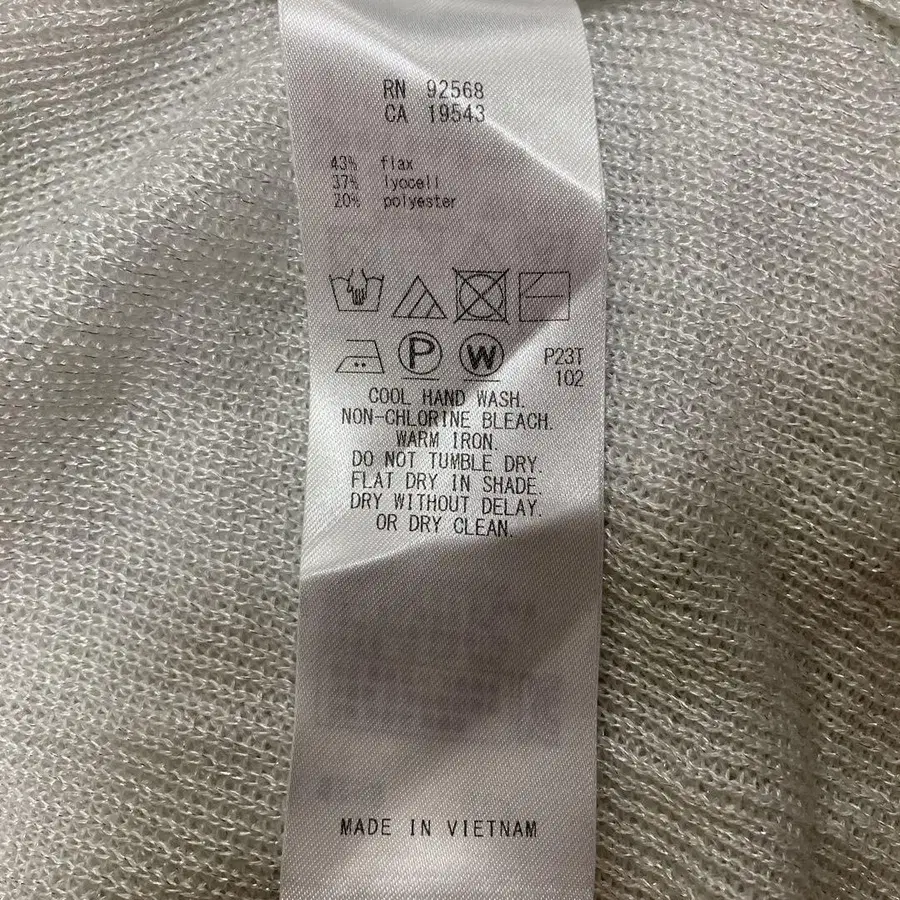 RN 92568
CA 19543
43% flax
37% lyocell
20% polyester
P W P23T
102
COOL HAND WASH.
NON-CHLORINE BLEACH.
WARM IRON.
DO NOT TUMBLE DRY.
FLAT DRY IN SHADE.
DRY WITHOUT DELAY.
OR DRY CLEAN.
MADE IN VIETNAM